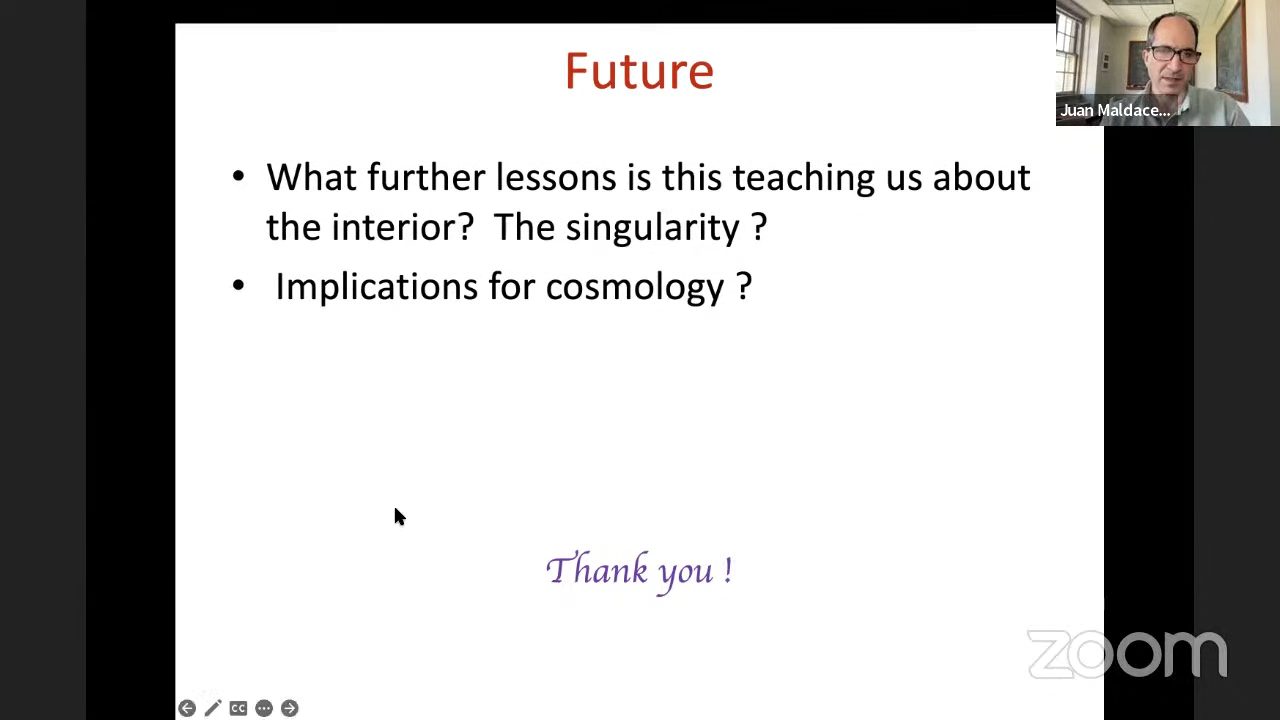 Future
Juan Maldace...
• What further lessons is this teaching us about
the interior? The singularity ?
• Implications for cosmology ?
Thank you !
zoom
CC